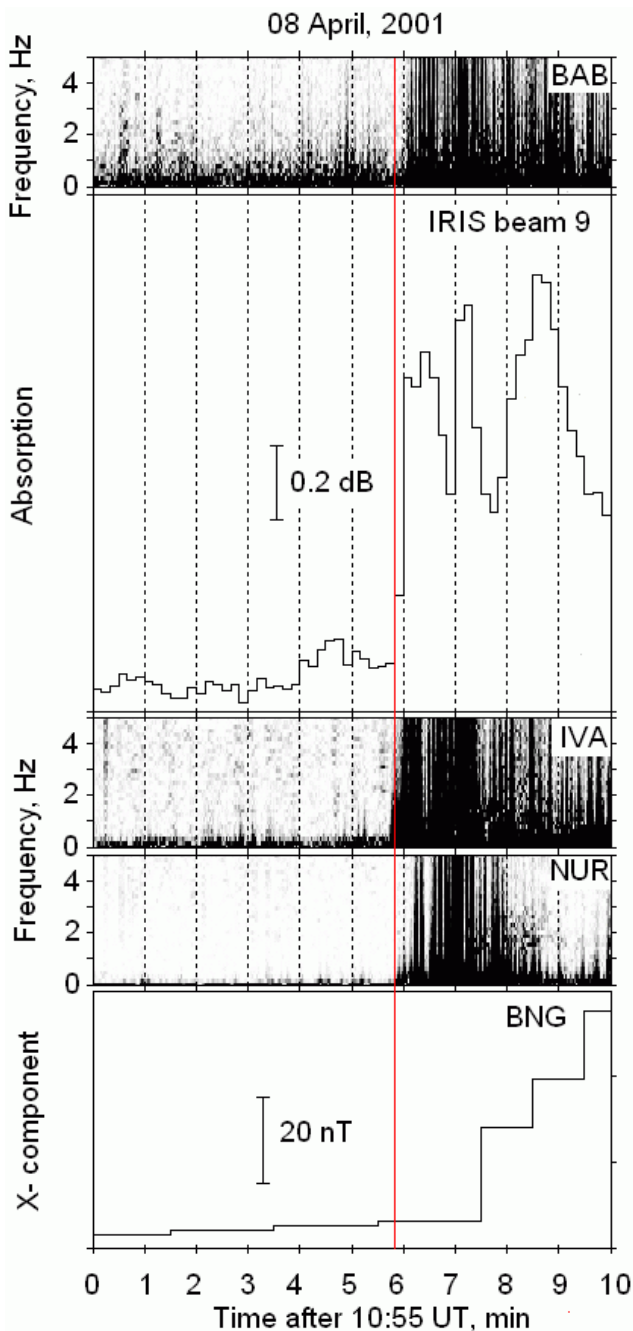 08 April, 2001
Frequency, Hz
4
2
0
BAB
Absorption
IRIS beam 9
0.2 dB
Frequency, Hz
4
2
0
IVA
4
2
0
NUR
X- component
BNG
20 nT
0 1 2 3 4 5 6 7 8 9 10
Time after 10:55 UT, min